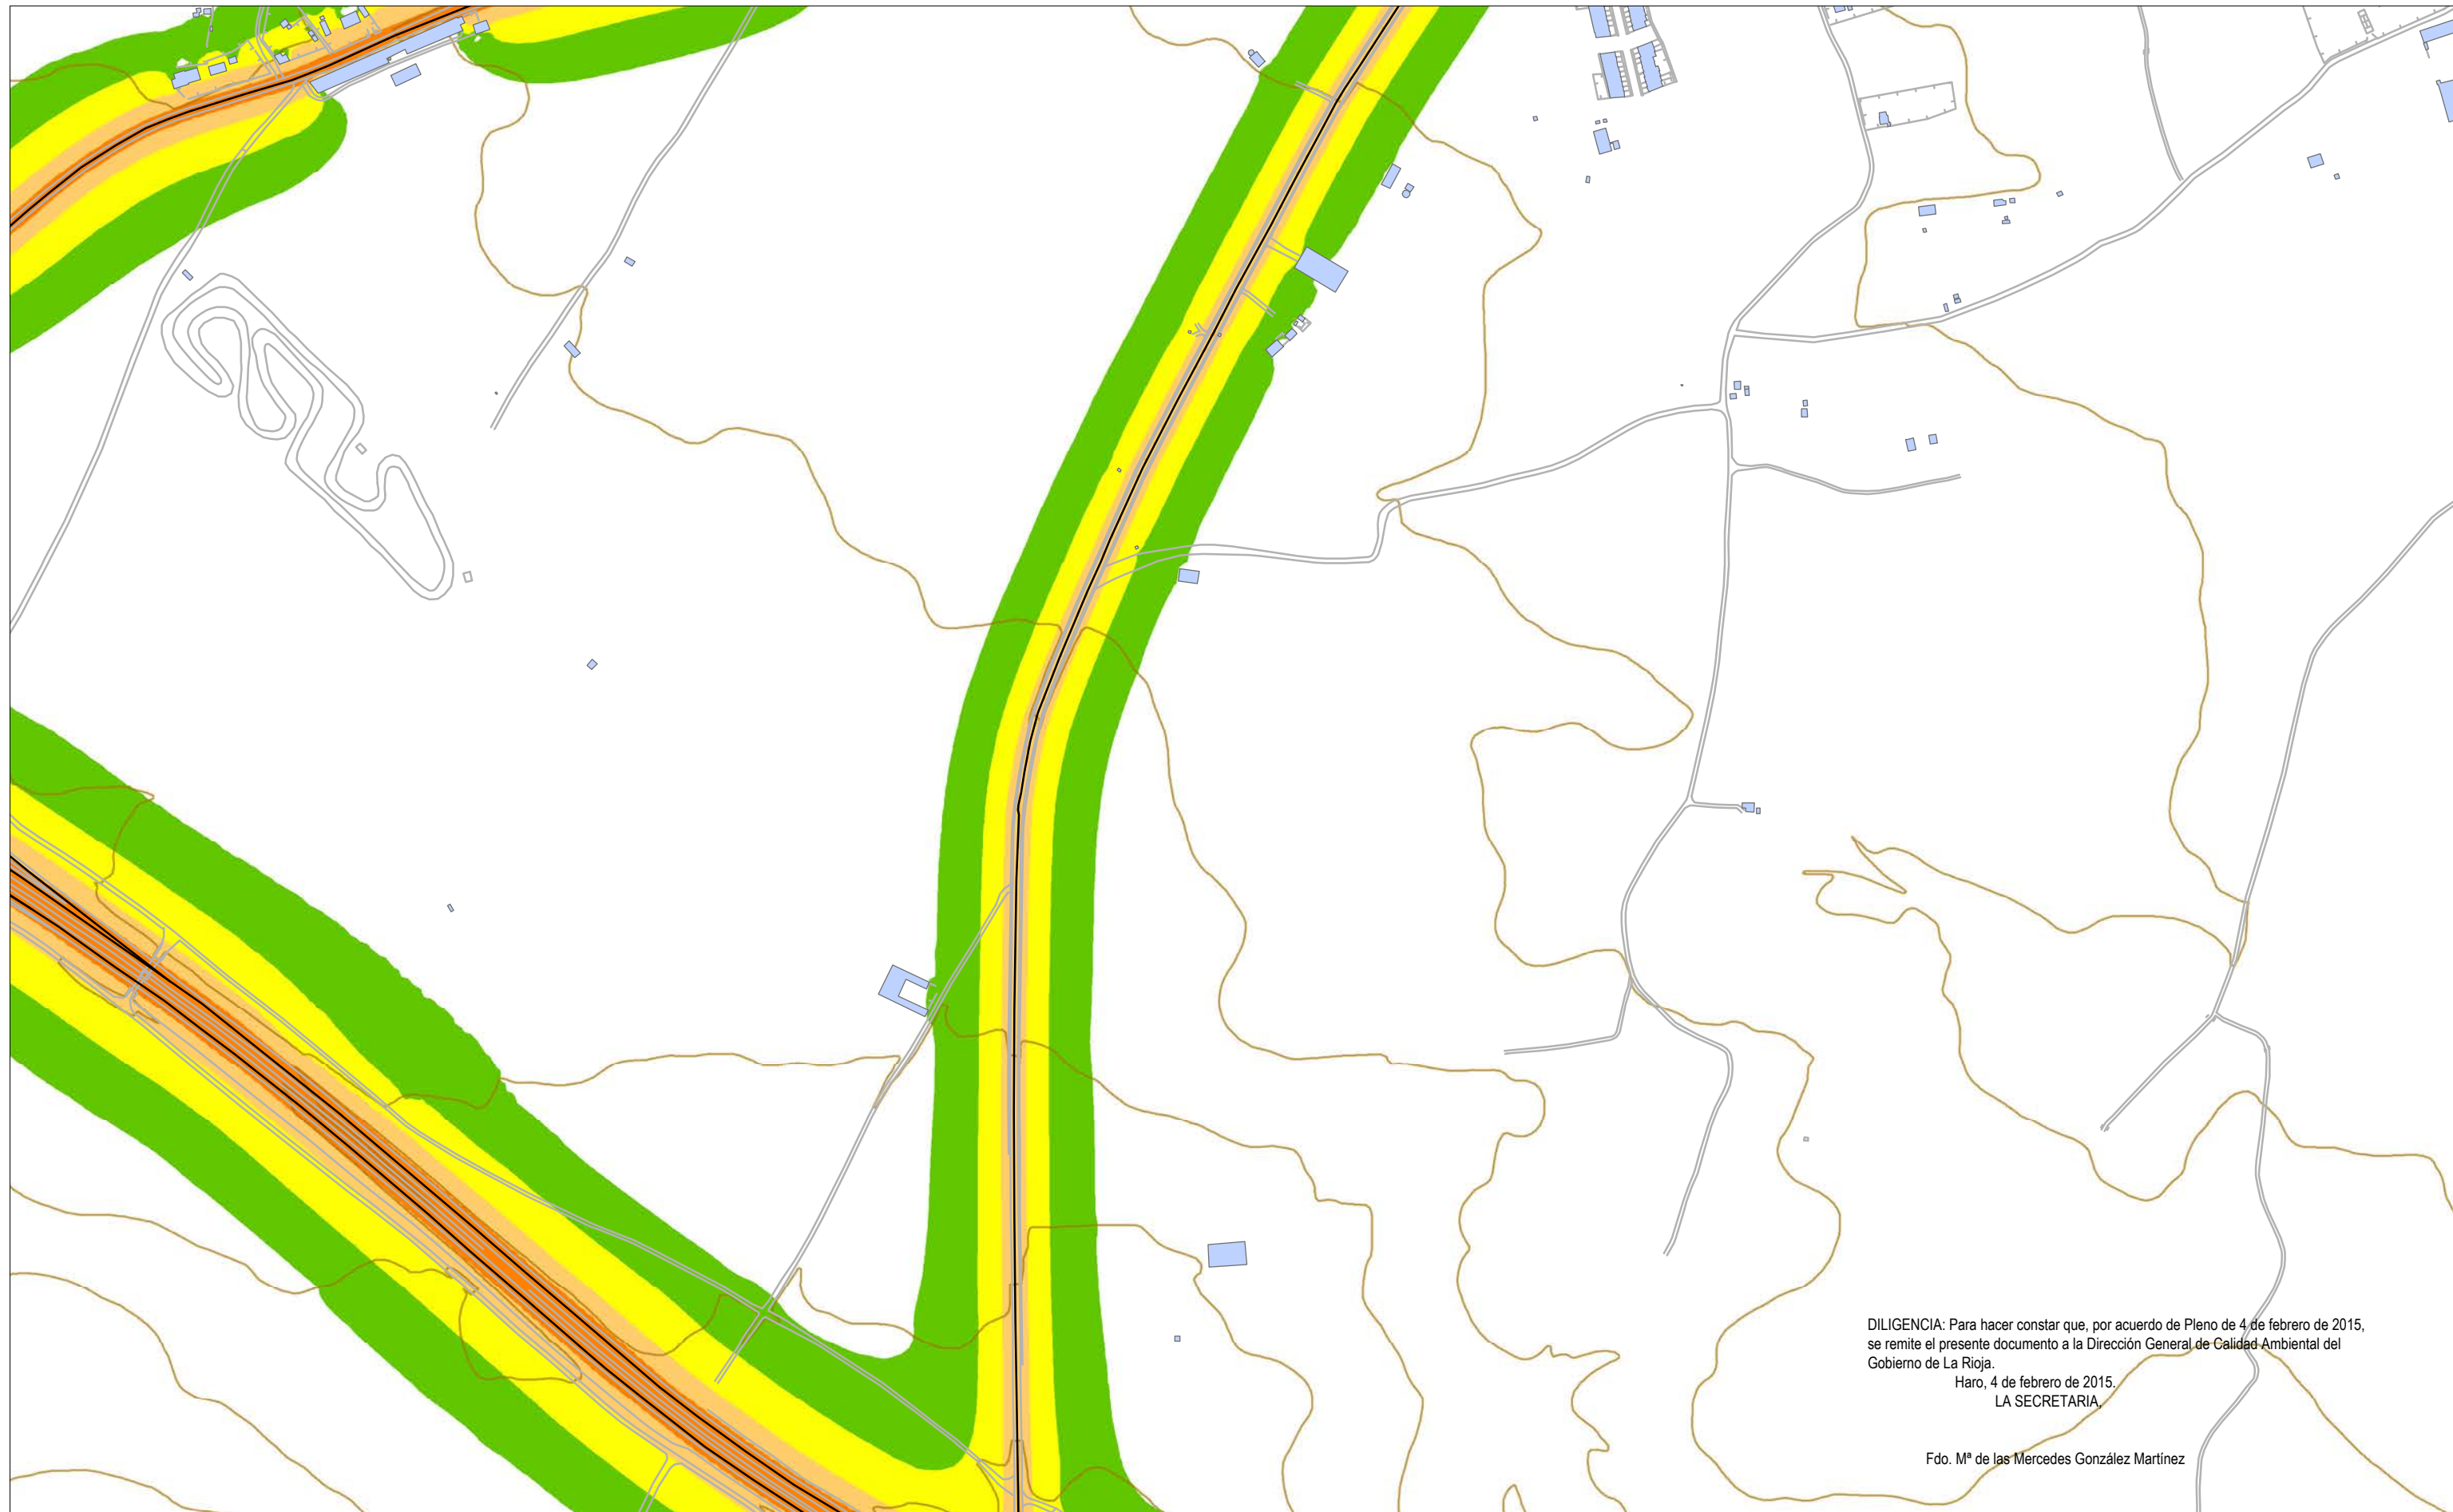 DILIGENCIA: Para hacer constar que, por acuerdo de Pleno de 4 de febrero de 2015,
se remite el presente documento a la Dirección General de Calidad Ambiental del
Gobierno de La Rioja.
Haro, 4 de febrero de 2015.
LA SECRETARIA,
Fdo. Mª de las Mercedes González Martínez